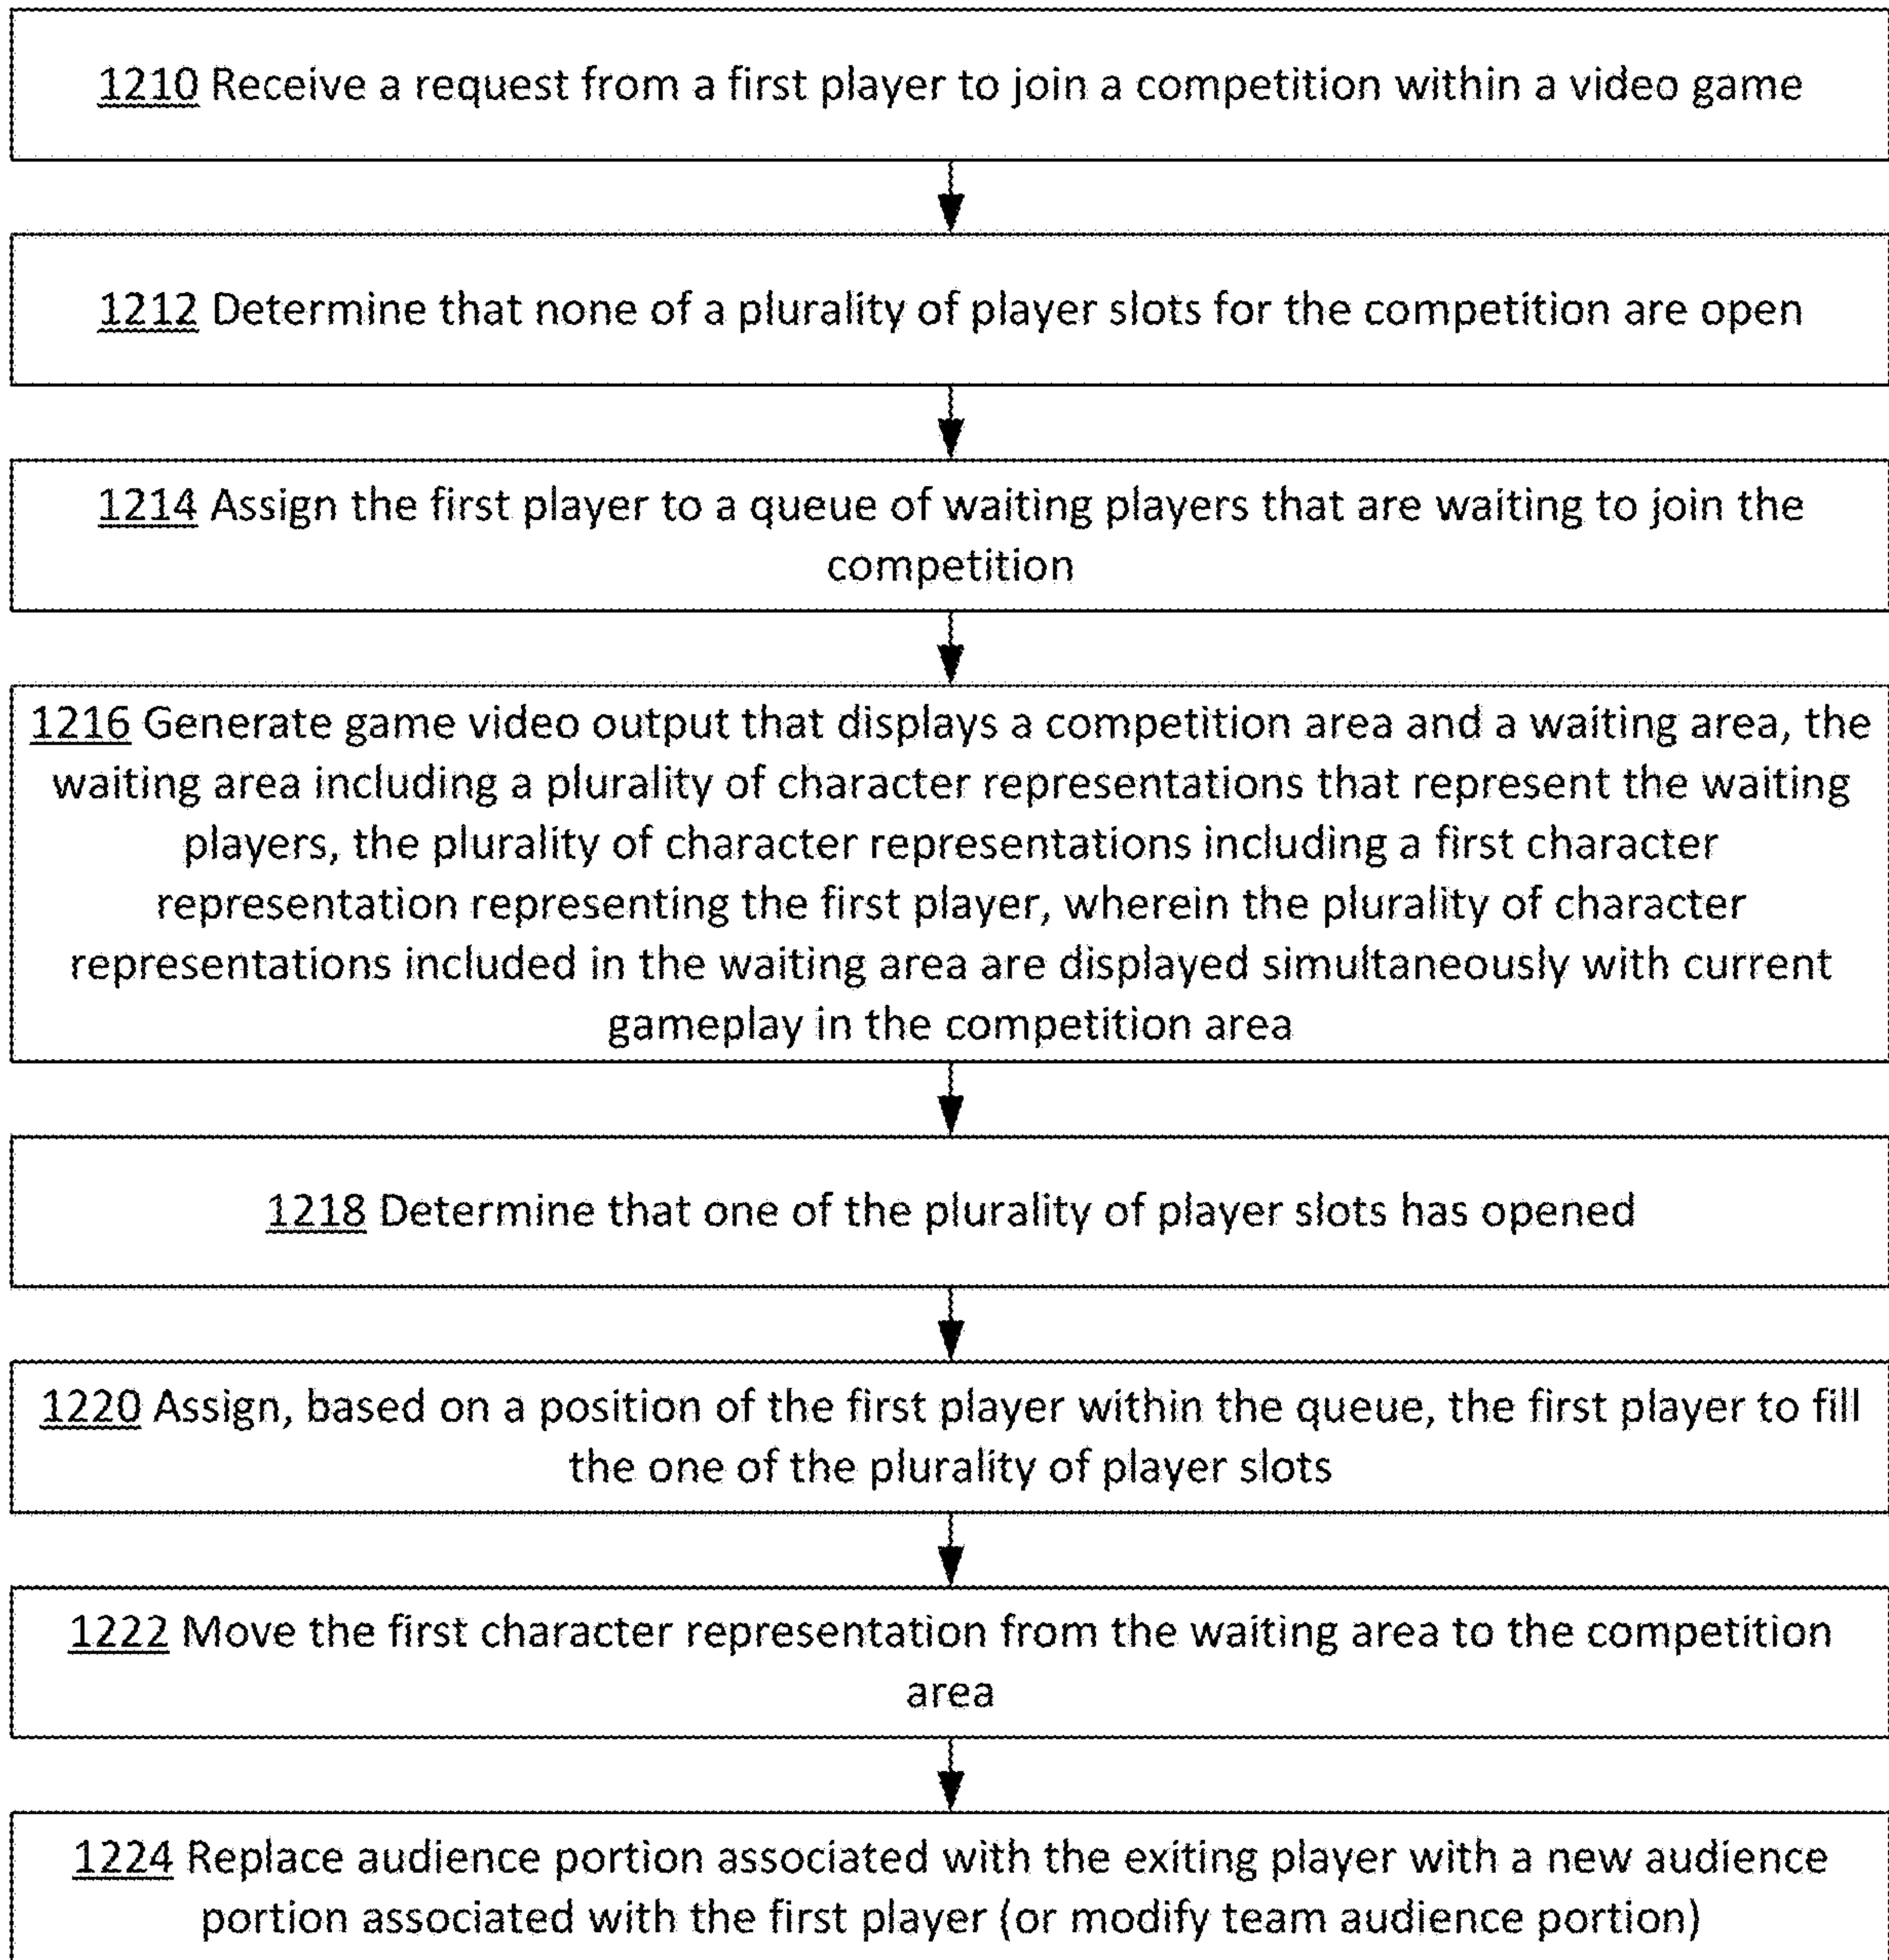 1210 Receive a request from a first player to join a competition within a video game
1212 Determine that none of a plurality of player slots for the competition are open
1214 Assign the first player to a queue of waiting players that are waiting to join the
competition
1216 Generate game video output that displays a competition area and a waiting area, the
waiting area including a plurality of character representations that represent the waiting
players, the plurality of character representations including a first character
representation representing the first player, wherein the plurality of character
representations included in the waiting area are displayed simultaneously with current
gameplay in the competition area
1218 Determine that one of the plurality of player slots has opened
1220 Assign, based on a position of the first player within the queue, the first player to fill
the one of the plurality of player slots
1222 Move the first character representation from the waiting area to the competition
area
1224 Replace audience portion associated with the exiting player with a new audience
portion associated with the first player (or modify team audience portion)